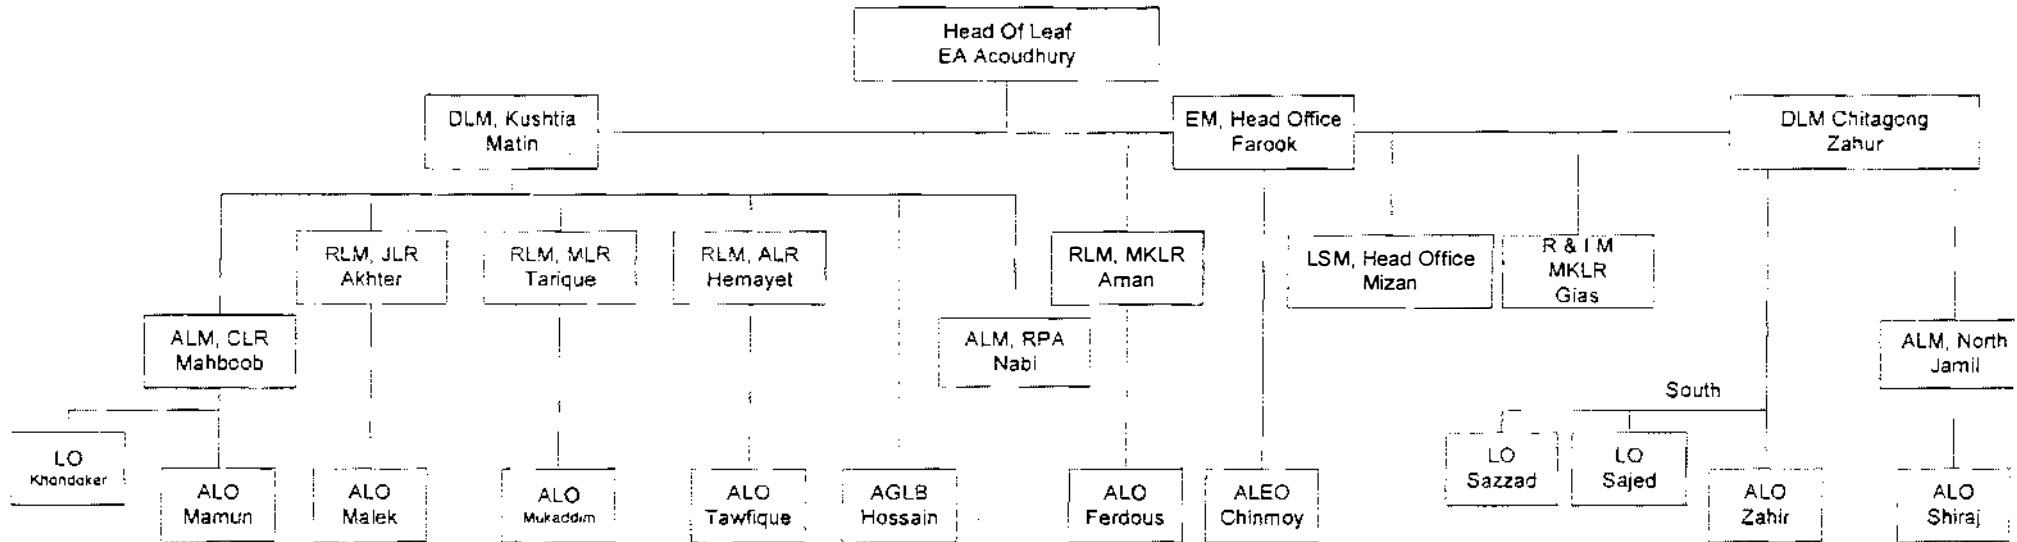 Head Of Leaf
EA Acoudhury
DLM, Kushtia
Matin
EM, Head Office
Farook
DLM Chitagong
Zahur
RLM, JLR
Akhter
RLM, MLR
Tarique
RLM, ALR
Hemayet
RLM, MKLR
Aman
LSM, Head Office
Mizan
R & I M
MKLR
Gias
ALM, CLR
Mahboob
ALM, RPA
Nabi
ALM, North
Jamil
South
LO
Khandaker
ALO
Mamun
ALO
Malek
ALO
Mukaddim
ALO
Tawfique
AGLB
Hossain
ALO
Ferdous
ALEO
Chinmoy
LO
Sazzad
LO
Sajed
ALO
Zahir
ALO
Shiraj